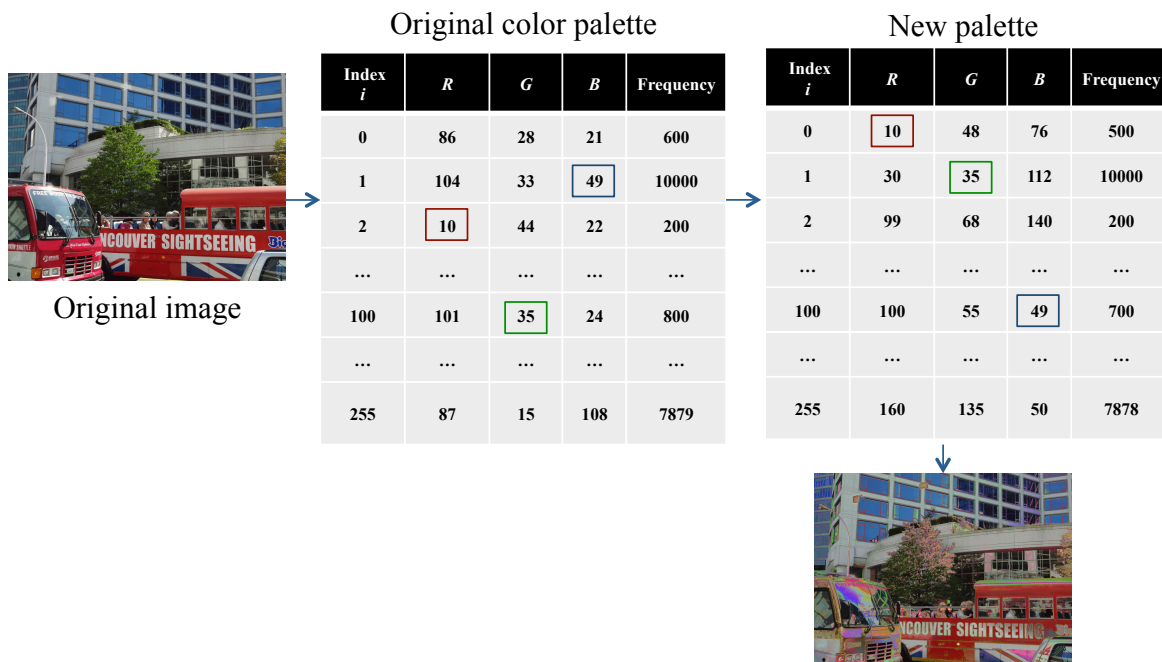 Original color palette
New palette
Index i R G B Frequency
0 86 28 21 600
1 104 33 49 10000
2 10 44 22 200
... ... ... ... ...
100 101 35 24 800
... ... ... ... ...
255 87 15 108 7879
Index i R G B Frequency
0 10 48 76 500
1 30 35 112 10000
2 99 68 140 200
... ... ... ... ...
100 100 55 49 700
... ... ... ... ...
255 160 135 50 7878
FREE
NCOUVER SIGHTSEEING
Original image
NCOUVER SIGHTSEEING